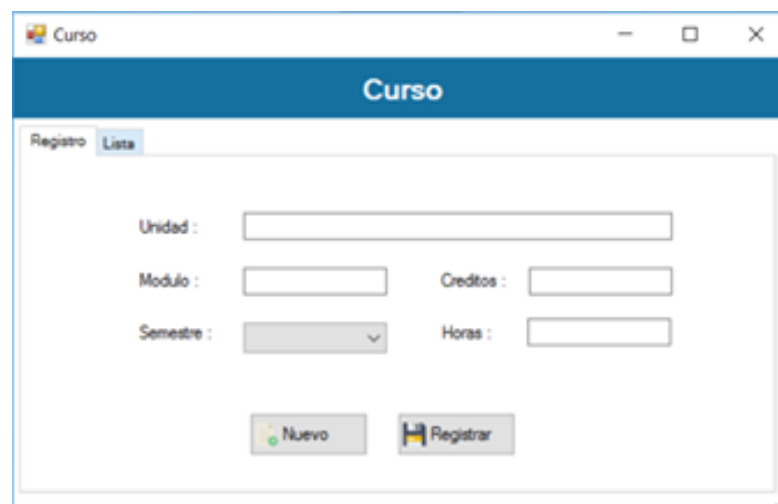 Curso
Curso
Registro Lista
Unidad :
Modulo : Creditos :
Semestre : Horas :
Nuevo Registrar